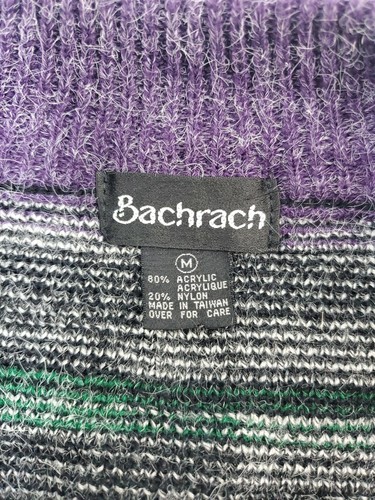 Bachrach
M
80% ACRYLIC
ACRYLIQUE
20% NYLON
MADE IN TAIWAN
OVER FOR CARE